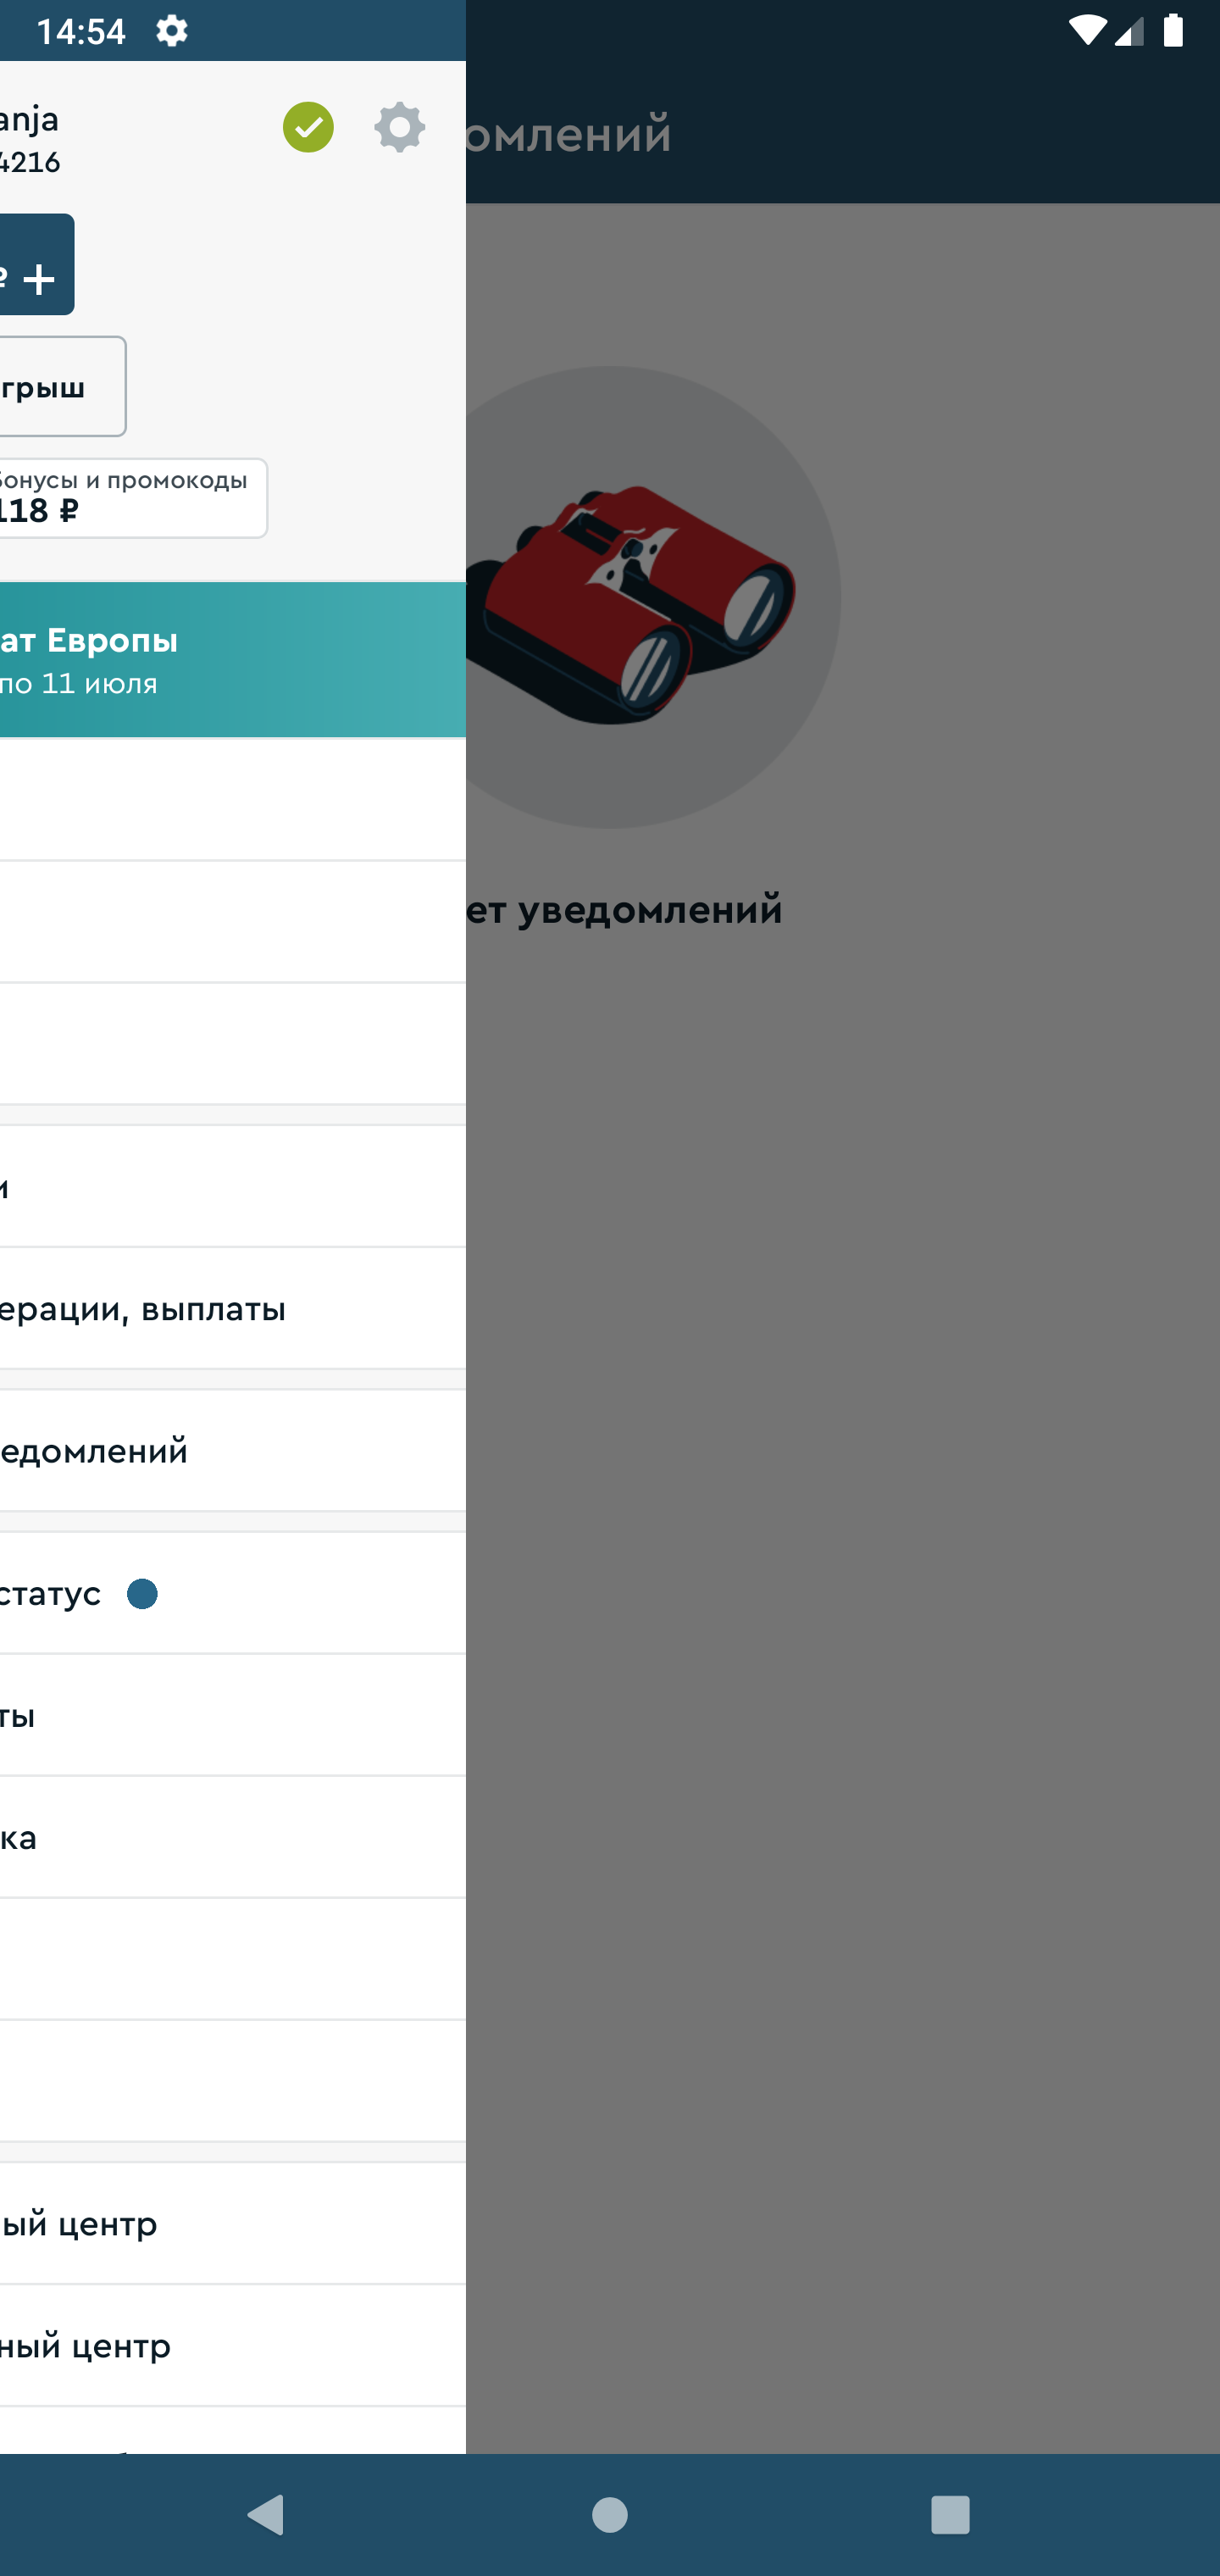 14:54
anja
4216
омлений
₽ +
грыш
Бонусы и промокоды
118 ₽
ат Европы
по 11 июля
ет уведомлений
и
ерации, выплаты
едомлений
статус
ты
ка
ый центр
ный центр